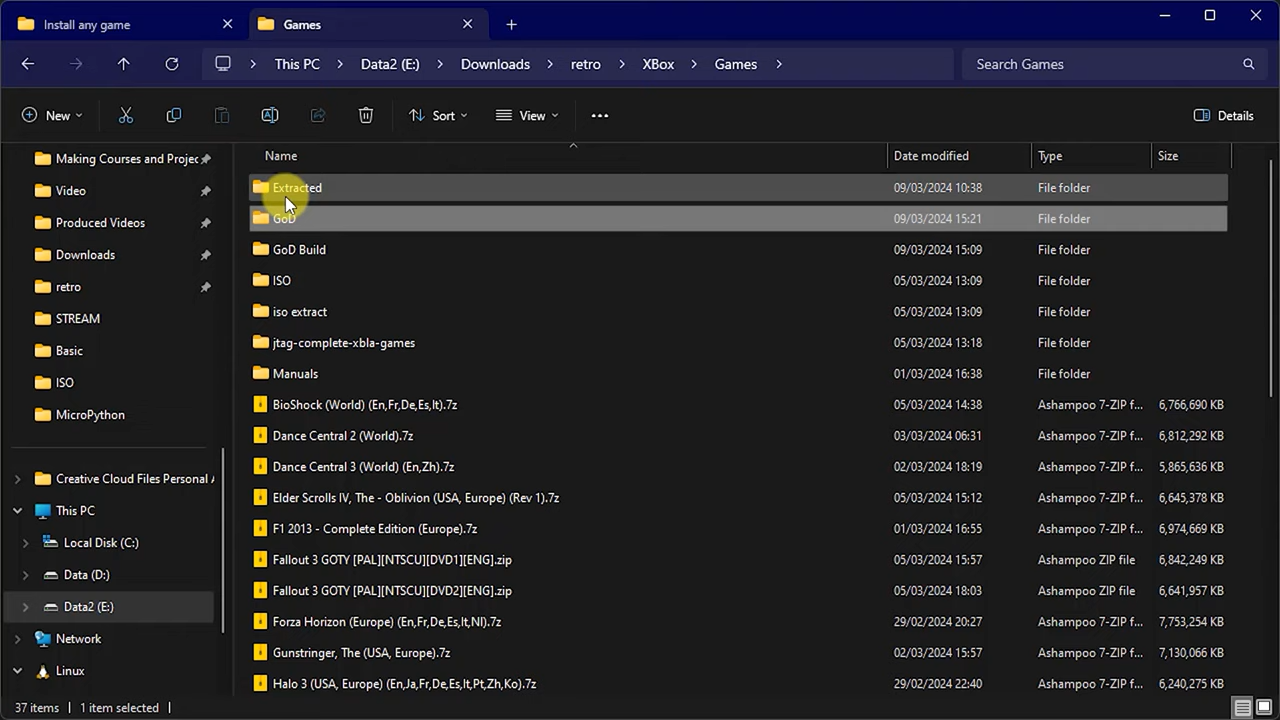 Install any game
Games
This PC
Data2 (E:)
Downloads
retro
XBox
Games
Search Games
New
Sort
View
Details
Name
Date modified
Type
Size
Making Courses and Projec
Video
Produced Videos
Downloads
retro
STREAM
Basic
ISO
MicroPython
Creative Cloud Files Personal A
This PC
Local Disk (C:)
Data (D:)
Data2 (E:)
Network
Linux
Extracted 09/03/2024 10:38 File folder
GoD 09/03/2024 15:21 File folder
GoD Build 09/03/2024 15:09 File folder
ISO 05/03/2024 13:09 File folder
iso extract 05/03/2024 13:09 File folder
jtag-complete-xbla-games 05/03/2024 13:18 File folder
Manuals 01/03/2024 16:38 File folder
BioShock (World) (En,Fr,De,Es,It).7z 05/03/2024 14:38 Ashampoo 7-ZIP f... 6,766,690 KB
Dance Central 2 (World).7z 03/03/2024 06:31 Ashampoo 7-ZIP f... 6,812,292 KB
Dance Central 3 (World) (En,Zh).7z 02/03/2024 18:19 Ashampoo 7-ZIP f... 5,865,636 KB
Elder Scrolls IV, The - Oblivion (USA, Europe) (Rev 1).7z 05/03/2024 15:12 Ashampoo 7-ZIP f... 6,645,378 KB
F1 2013 - Complete Edition (Europe).7z 01/03/2024 16:55 Ashampoo 7-ZIP f... 6,974,669 KB
Fallout 3 GOTY [PAL][NTSCU][DVD1][ENG].zip 05/03/2024 15:57 Ashampoo ZIP file 6,842,249 KB
Fallout 3 GOTY [PAL][NTSCU][DVD2][ENG].zip 05/03/2024 18:03 Ashampoo ZIP file 6,641,957 KB
Forza Horizon (Europe) (En,Fr,De,Es,It,Nl).7z 29/02/2024 20:27 Ashampoo 7-ZIP f... 7,753,254 KB
Gunstringer, The (USA, Europe).7z 02/03/2024 15:57 Ashampoo 7-ZIP f... 7,130,066 KB
Halo 3 (USA, Europe) (En,Ja,Fr,De,Es,It,Pt,Zh,Ko).7z 29/02/2024 22:40 Ashampoo 7-ZIP f... 6,240,275 KB
37 items
1 item selected